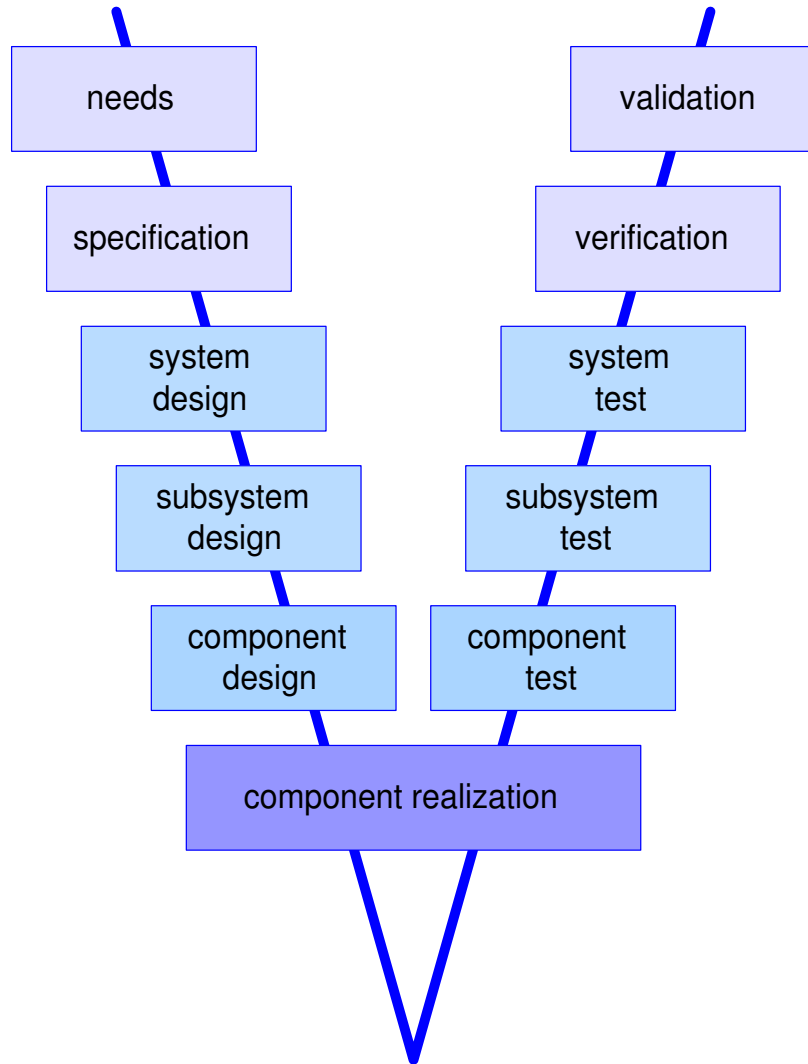 needs
validation
specification
verification
system
design
system
test
subsystem
design
subsystem
test
component
design
component
test
component realization